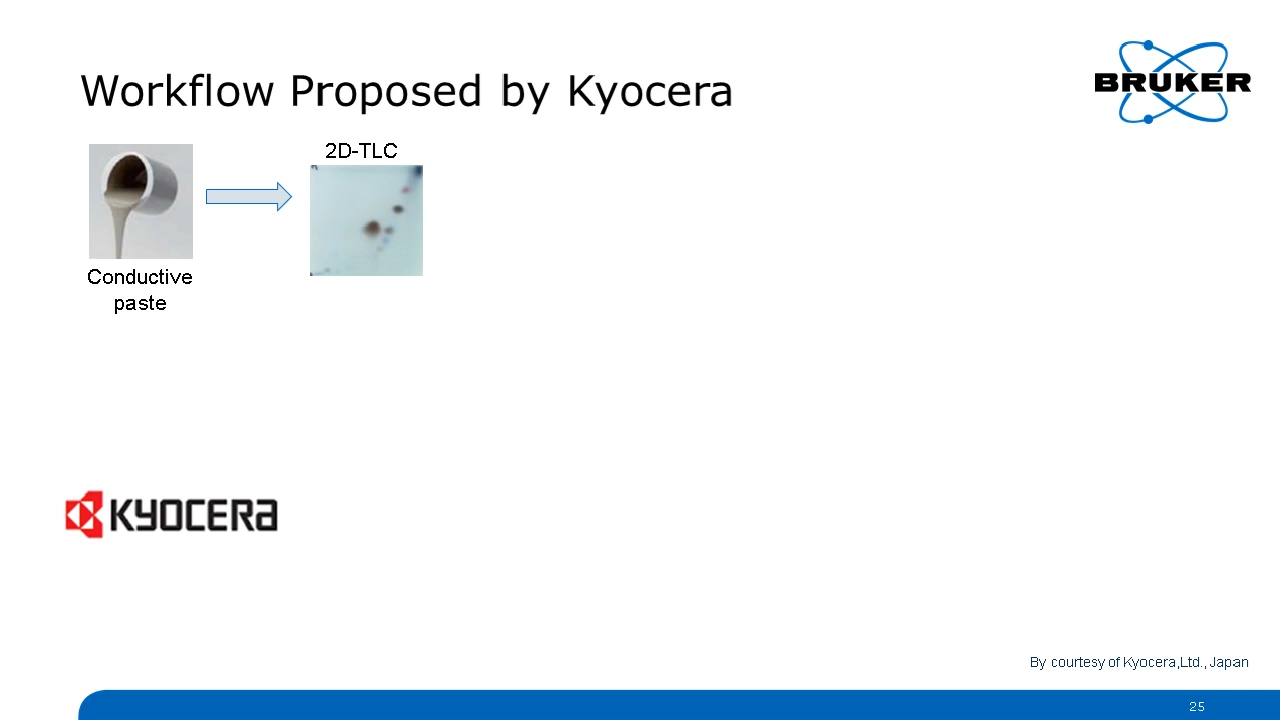 Workflow Proposed by Kyocera
BRUKER
2D-TLC
Conductive
paste
KYOCERA
By courtesy of Kyocera,Ltd., Japan
25